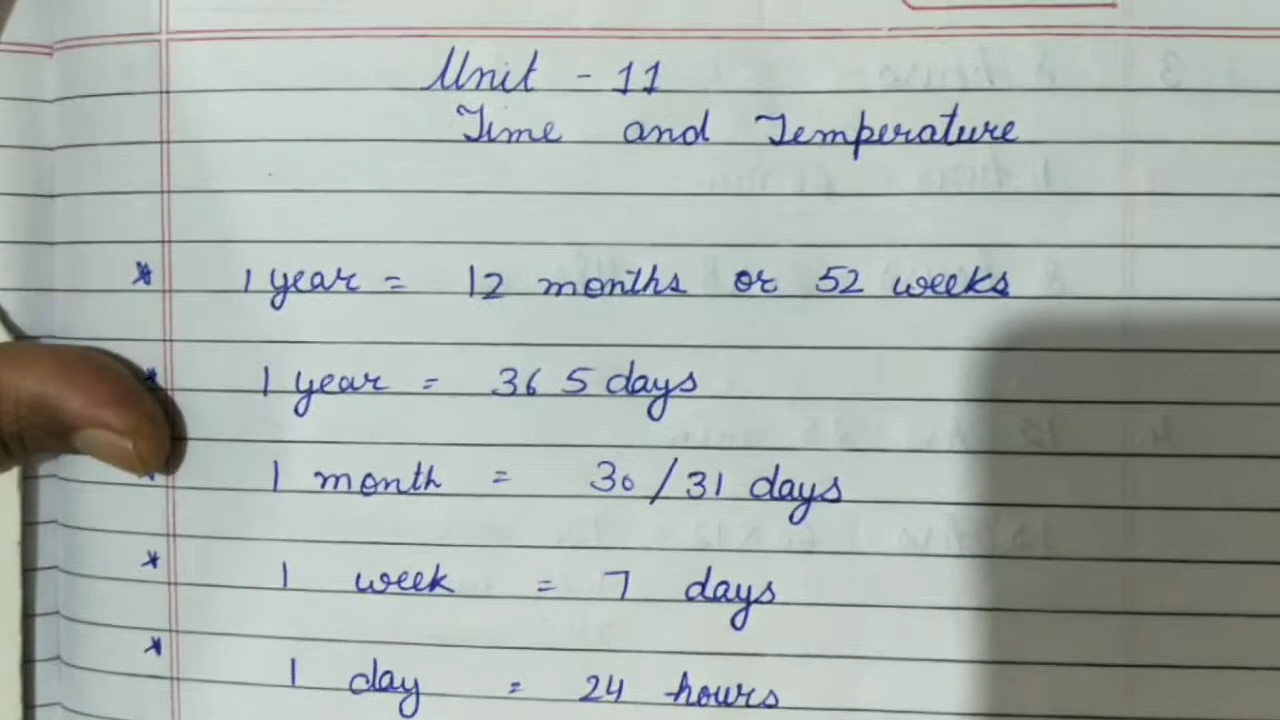 Unit - 11
Time and Temperature
* 1 year = 12 months or 52 weeks
* 1 year = 365 days
* 1 month = 30/31 days
* 1 week = 7 days
* 1 day = 24 hours